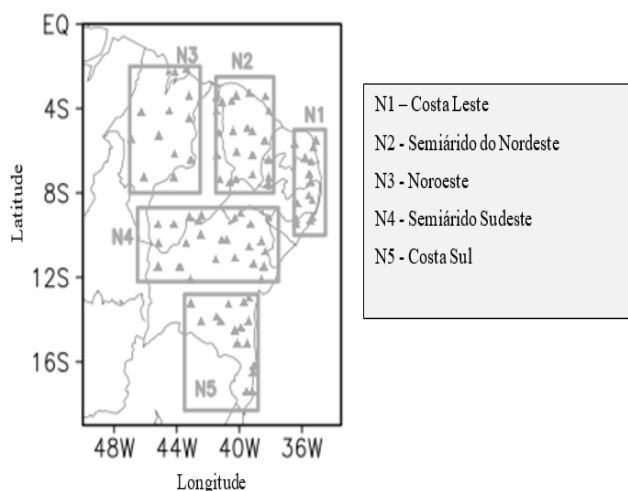 EQ
4S
8S
12S
16S
Latitude
N3
N2
N1
N4
N5
48W 44W 40W 36W
Longitude
N1 – Costa Leste
N2 - Semiárido do Nordeste
N3 - Noroeste
N4 - Semiárido Sudeste
N5 - Costa Sul